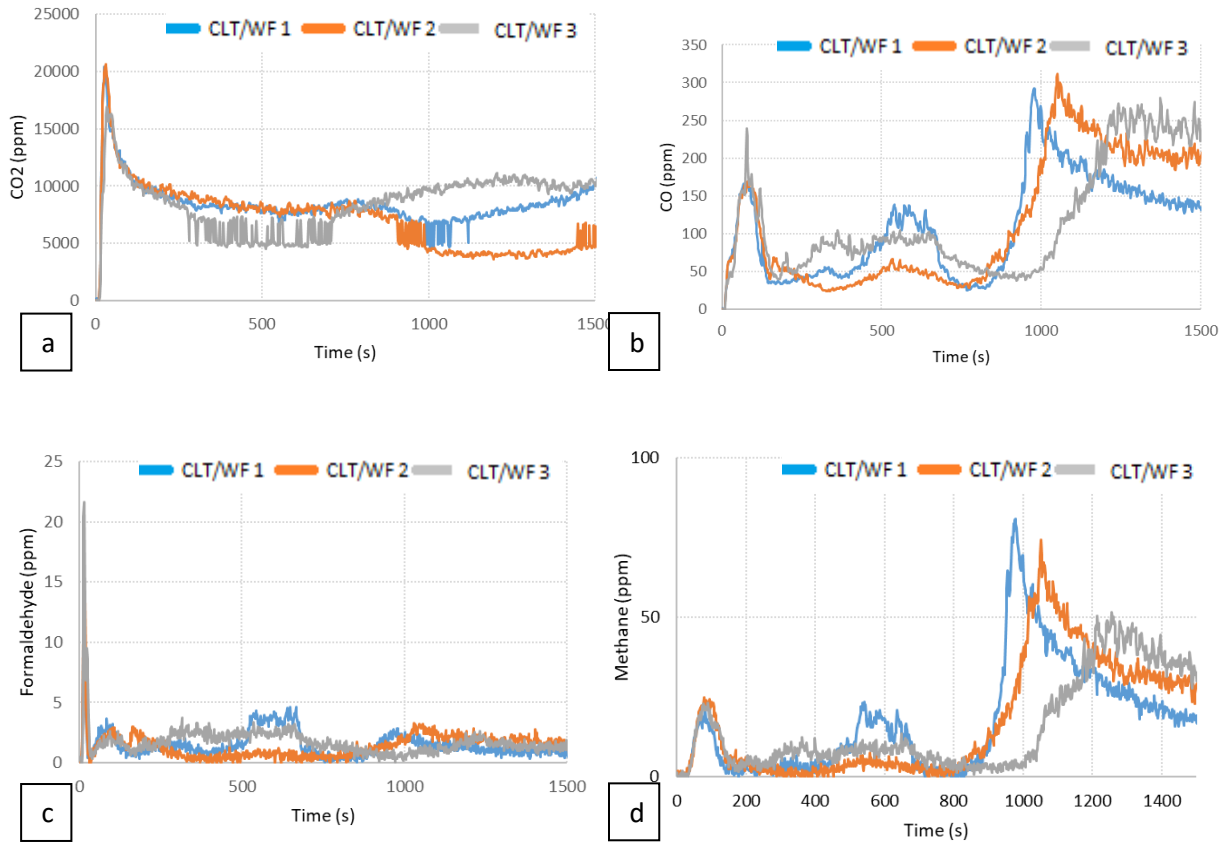 CLT/WF 1 CLT/WF 2 CLT/WF 3
25000
20000
15000
10000
5000
0
CO2 (ppm)
0 500 1000 1500
Time (s)
a
CLT/WF 1 CLT/WF 2 CLT/WF 3
350
300
250
200
150
100
50
0
CO (ppm)
0 500 1000 1500
Time (s)
b
CLT/WF 1 CLT/WF 2 CLT/WF 3
25
20
15
10
5
0
Formaldehyde (ppm)
0 500 1000 1500
Time (s)
c
CLT/WF 1 CLT/WF 2 CLT/WF 3
100
50
0
Methane (ppm)
0 200 400 600 800 1000 1200 1400
Time (s)
d